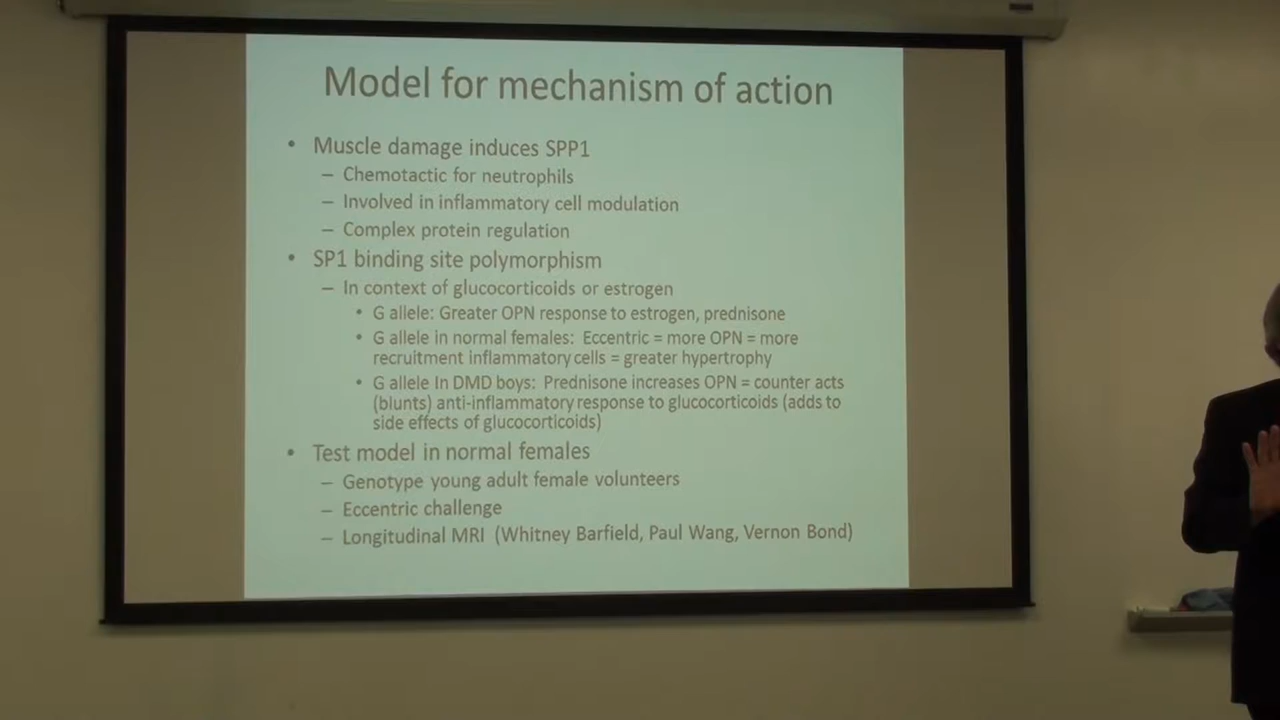 Model for mechanism of action
• Muscle damage induces SPP1
– Chemotactic for neutrophils
– Involved in inflammatory cell modulation
– Complex protein regulation
• SP1 binding site polymorphism
– In context of glucocorticoids or estrogen
• G allele: Greater OPN response to estrogen, prednisone
• G allele in normal females: Eccentric = more OPN = more
recruitment inflammatory cells = greater hypertrophy
• G allele In DMD boys: Prednisone increases OPN = counter acts
(blunts) anti-inflammatory response to glucocorticoids (adds to
side effects of glucocorticoids)
• Test model in normal females
– Genotype young adult female volunteers
– Eccentric challenge
– Longitudinal MRI (Whitney Barfield, Paul Wang, Vernon Bond)